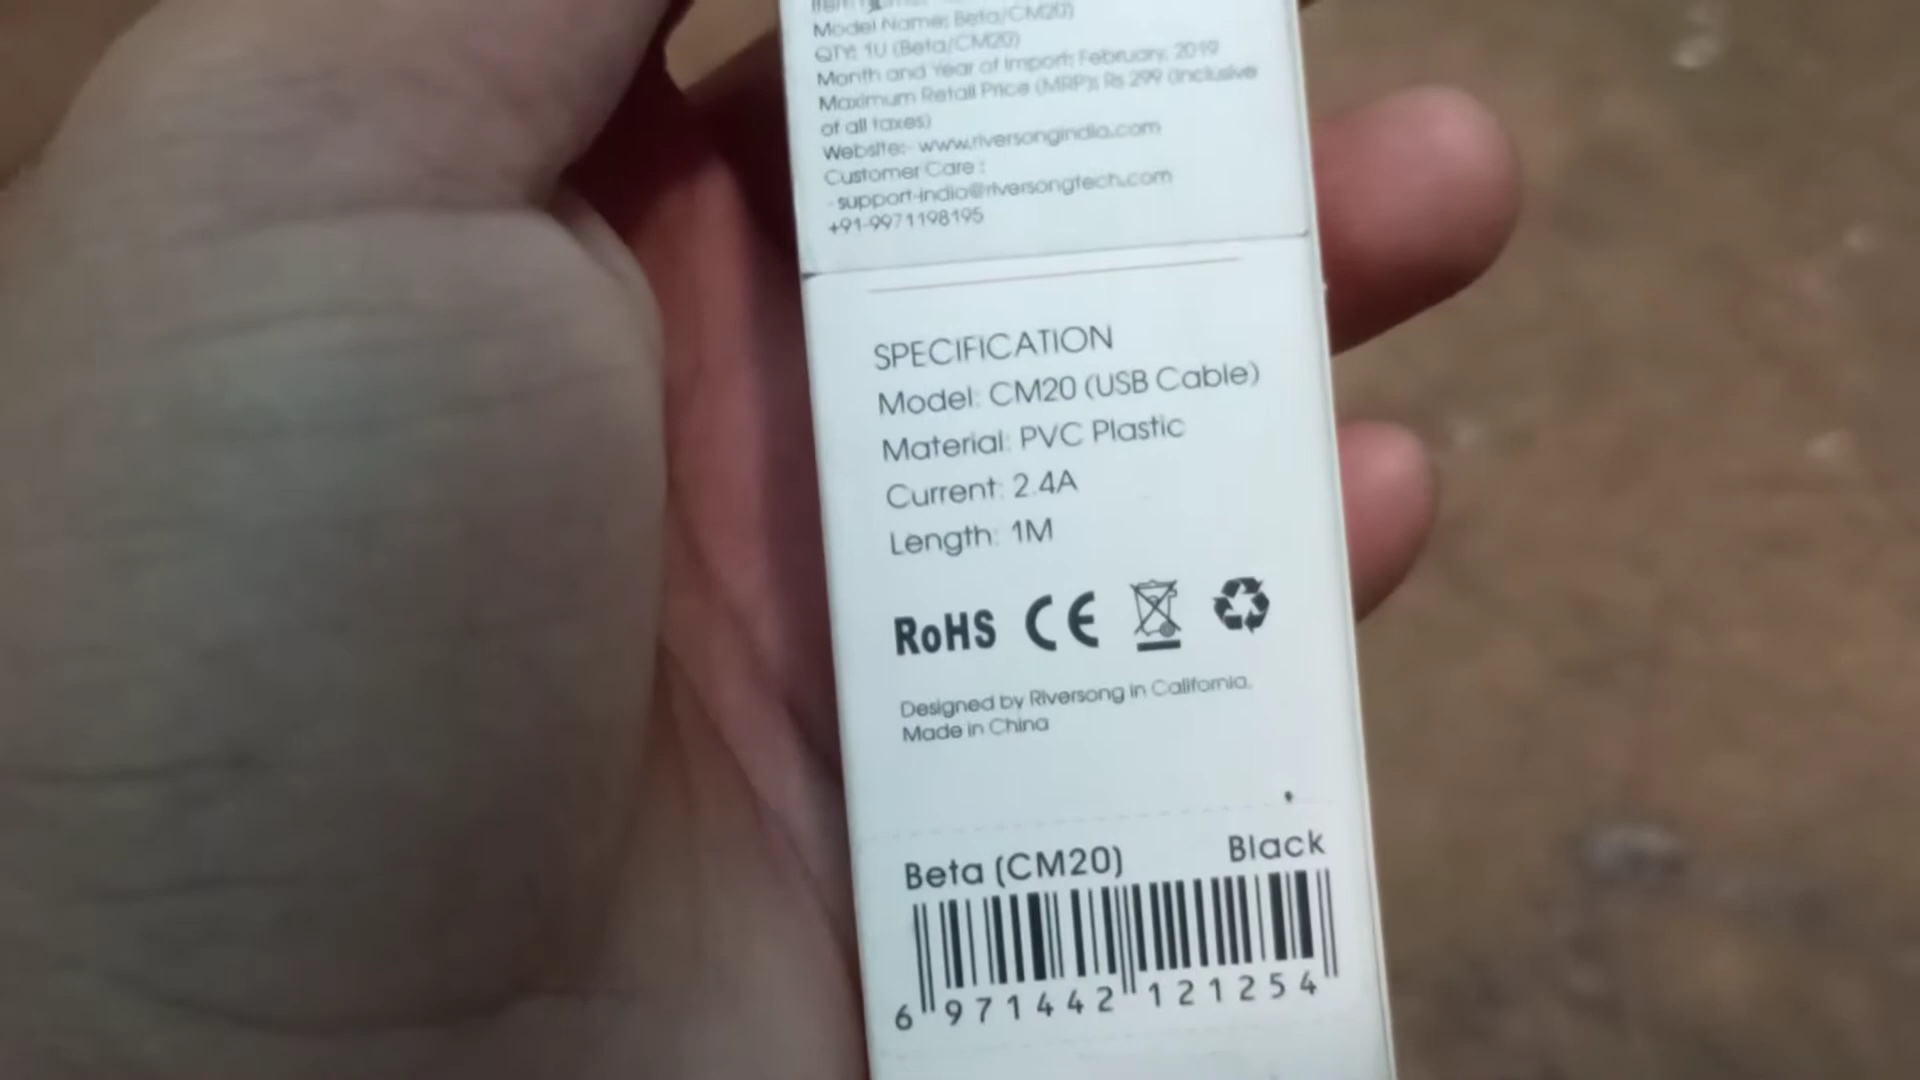 Model Name: Beta/CM20)
QTY: 1U (Beta/CM20)
Month and Year of Import: February, 2019
Maximum Retail Price (MRP): Rs 299 (Inclusive
of all taxes)
Website:- www.riversongindia.com
Customer Care :
- support-india@riversongtech.com
+91-9971198195
SPECIFICATION
Model: CM20 (USB Cable)
Material: PVC Plastic
Current: 2.4A
Length: 1M
RoHS CE
Designed by Riversong in California.
Made in China
Beta (CM20) Black
6 971442 121254